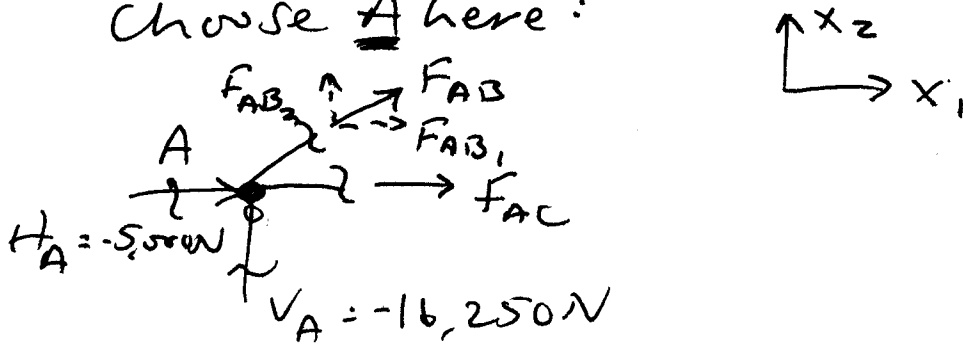 Choose A here:
X2
FAB2
FAB
X1
FAB1
A
FAC
HA = -5,000N
VA = -16,250N